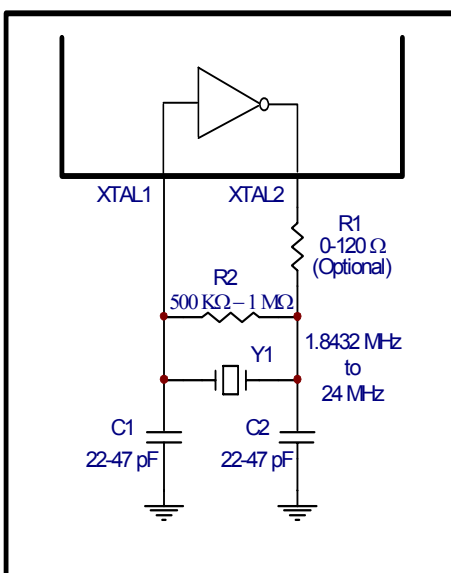 XTAL1 XTAL2
R1
0-120 Ω
(Optional)
R2
500 KΩ – 1 MΩ
Y1
1.8432 MHz
to
24 MHz
C1
22-47 pF
C2
22-47 pF